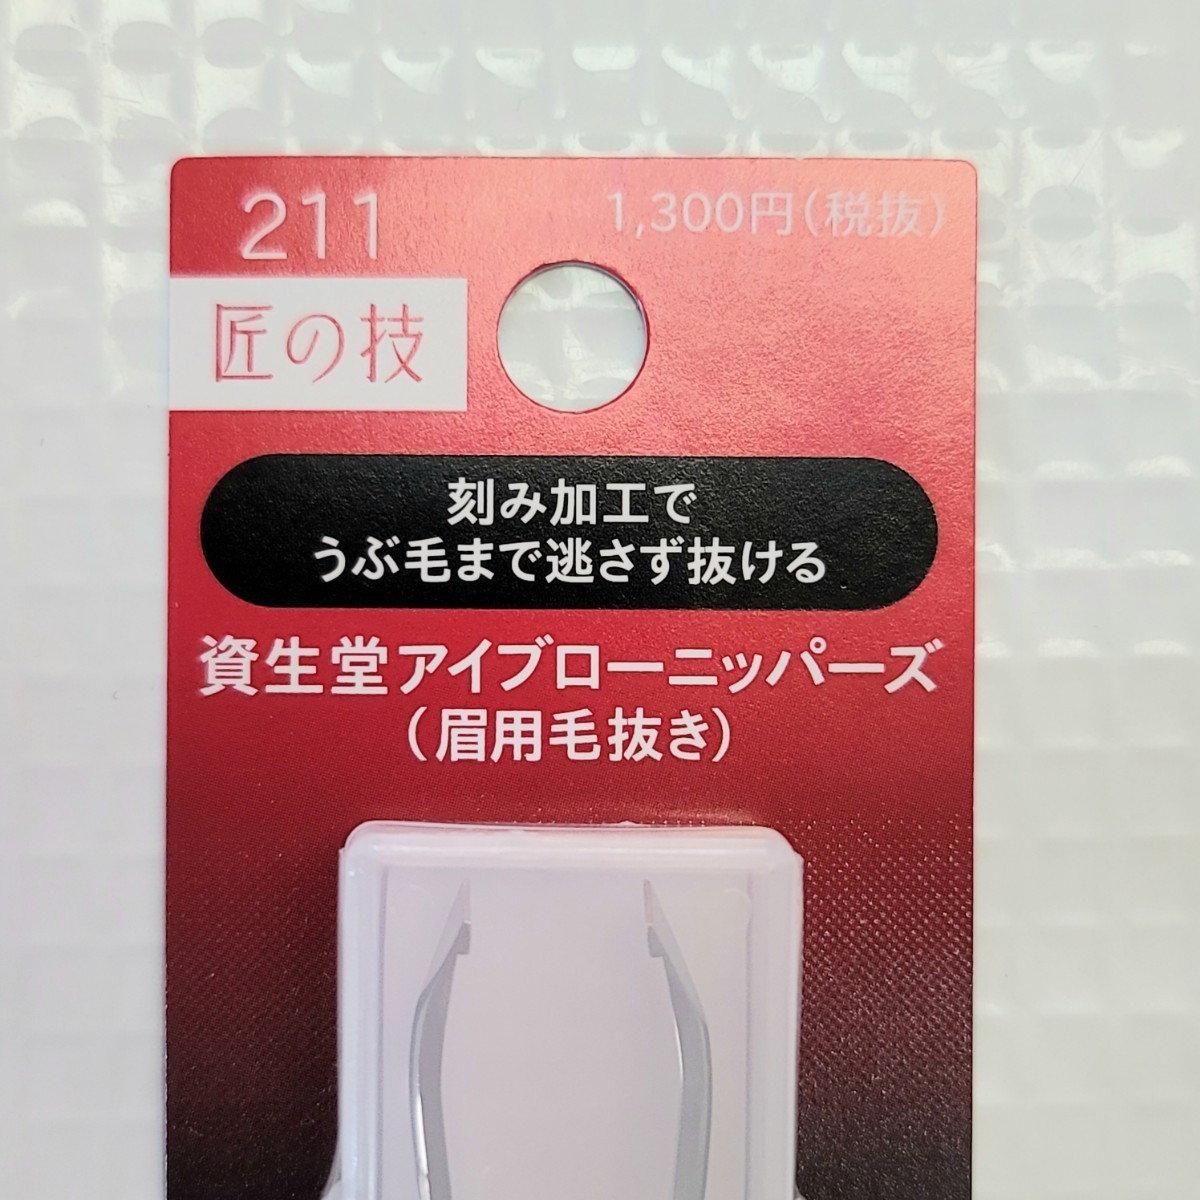 211
1,300円(税抜)
匠の技
刻み加工で
うぶ毛まで逃さず抜ける
資生堂アイブローニッパーズ
(眉用毛抜き)